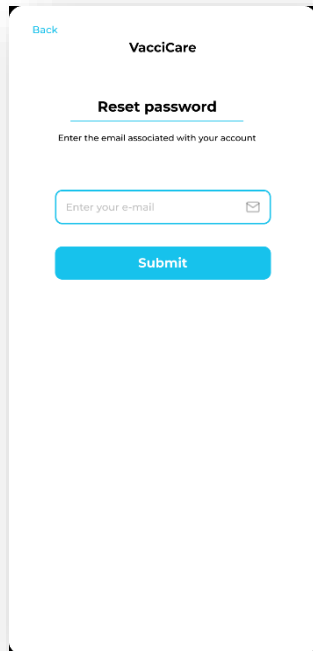 Back
VacciCare
Reset password
Enter the email associated with your account
Enter your e-mail
Submit